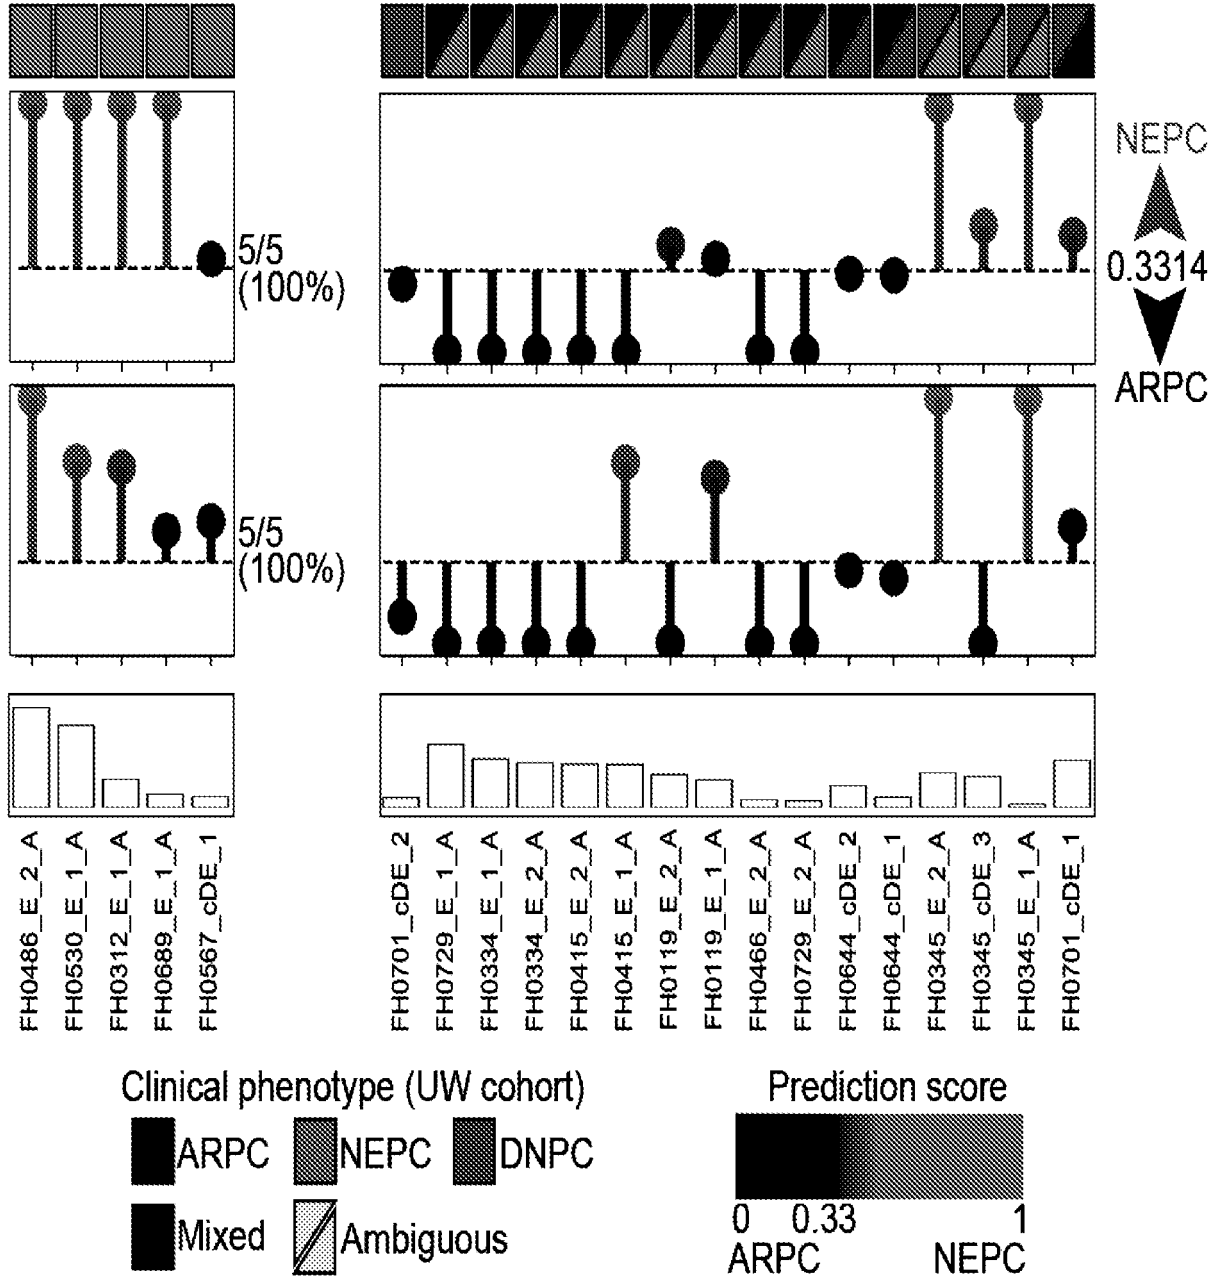 NEPC
5/5
(100%)
0.3314
ARPC
5/5
(100%)
FH0486_E_2_A
FH0530_E_1_A
FH0312_E_1_A
FH0689_E_1_A
FH0567_cDE_1
FH0701_cDE_2
FH0729_E_1_A
FH0334_E_1_A
FH0334_E_2_A
FH0415_E_2_A
FH0415_E_1_A
FH0119_E_2_A
FH0119_E_1_A
FH0466_E_2_A
FH0729_E_2_A
FH0644_cDE_2
FH0644_cDE_1
FH0345_E_2_A
FH0345_cDE_3
FH0345_E_1_A
FH0701_cDE_1
Clinical phenotype (UW cohort)
ARPC NEPC DNPC
Mixed Ambiguous
Prediction score
0 0.33 1
ARPC NEPC